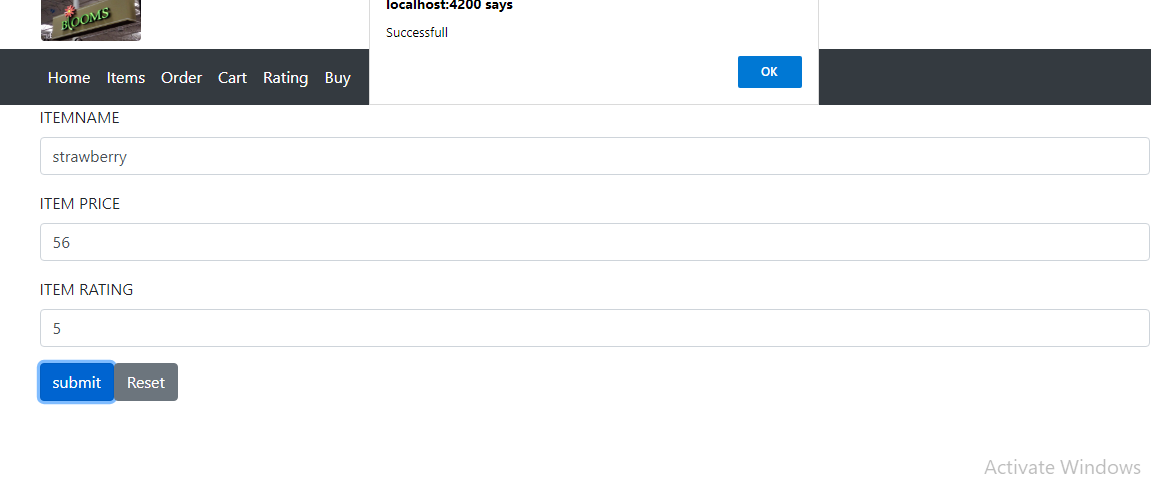 BLOOMS
localhost:4200 says
Successfull
OK
Home Items Order Cart Rating Buy
ITEMNAME
strawberry
ITEM PRICE
56
ITEM RATING
5
submit Reset
Activate Windows